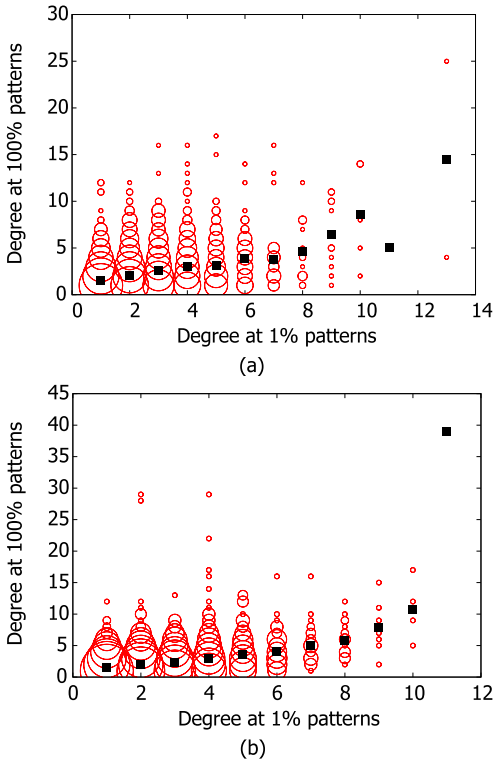 30
25
20
15
10
5
0
Degree at 100% patterns
0 2 4 6 8 10 12 14
Degree at 1% patterns
(a)
45
40
35
30
25
20
15
10
5
0
Degree at 100% patterns
0 2 4 6 8 10 12
Degree at 1% patterns
(b)